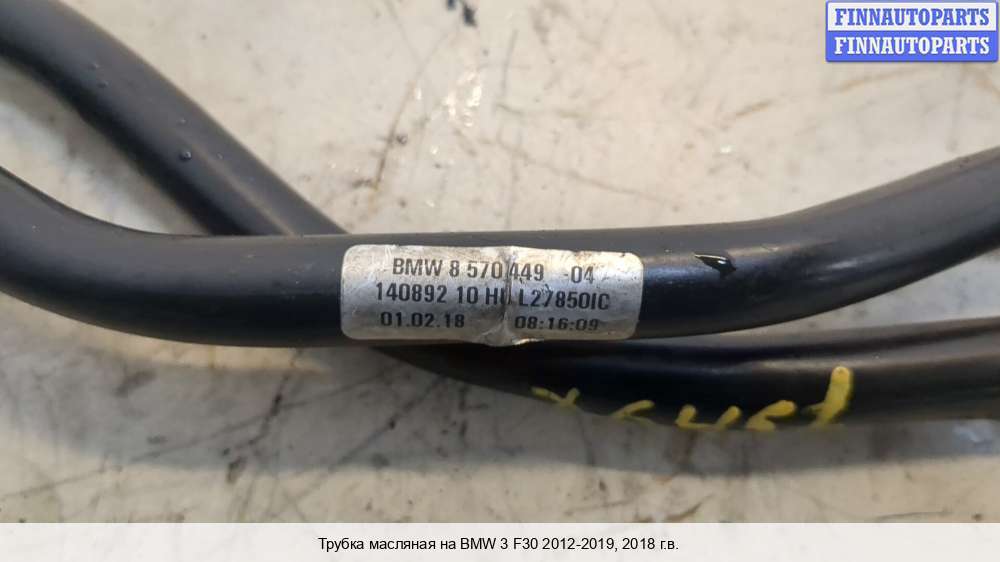 FINNAUTOPARTS
FINNAUTOPARTS
BMW 8 570 449 -04
140892 10 HU L27850IC
01.02.18 08:16:09
Трубка масляная на BMW 3 F30 2012-2019, 2018 г.в.